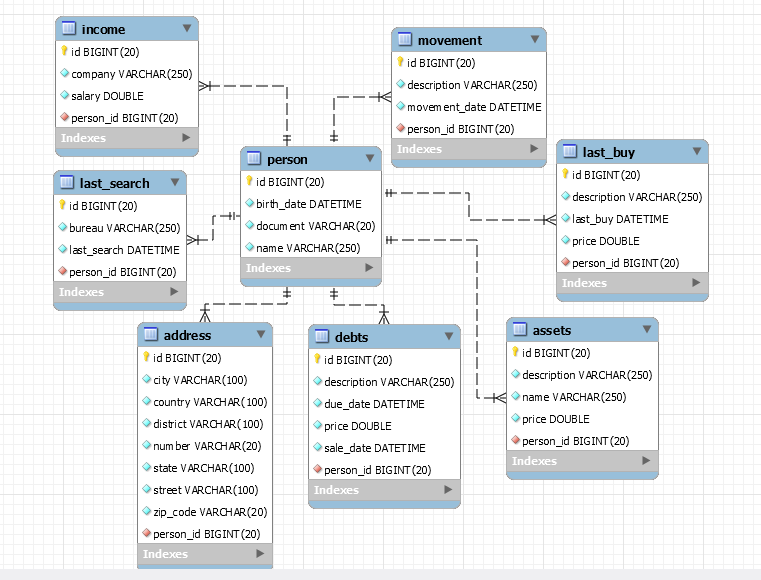 income
id BIGINT(20)
company VARCHAR(250)
salary DOUBLE
person_id BIGINT(20)
Indexes
movement
id BIGINT(20)
description VARCHAR(250)
movement_date DATETIME
person_id BIGINT(20)
Indexes
person
id BIGINT(20)
birth_date DATETIME
document VARCHAR(20)
name VARCHAR(250)
Indexes
last_buy
id BIGINT(20)
description VARCHAR(250)
last_buy DATETIME
price DOUBLE
person_id BIGINT(20)
Indexes
last_search
id BIGINT(20)
bureau VARCHAR(250)
last_search DATETIME
person_id BIGINT(20)
Indexes
address
id BIGINT(20)
city VARCHAR(100)
country VARCHAR(100)
district VARCHAR(100)
number VARCHAR(20)
state VARCHAR(100)
street VARCHAR(100)
zip_code VARCHAR(20)
person_id BIGINT(20)
Indexes
debts
id BIGINT(20)
description VARCHAR(250)
due_date DATETIME
price DOUBLE
sale_date DATETIME
person_id BIGINT(20)
Indexes
assets
id BIGINT(20)
description VARCHAR(250)
name VARCHAR(250)
price DOUBLE
person_id BIGINT(20)
Indexes